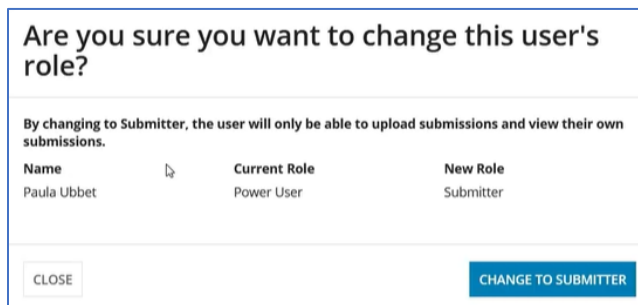 Are you sure you want to change this user's
role?
By changing to Submitter, the user will only be able to upload submissions and view their own
submissions.
Name Current Role New Role
Paula Ubbet Power User Submitter
CLOSE CHANGE TO SUBMITTER